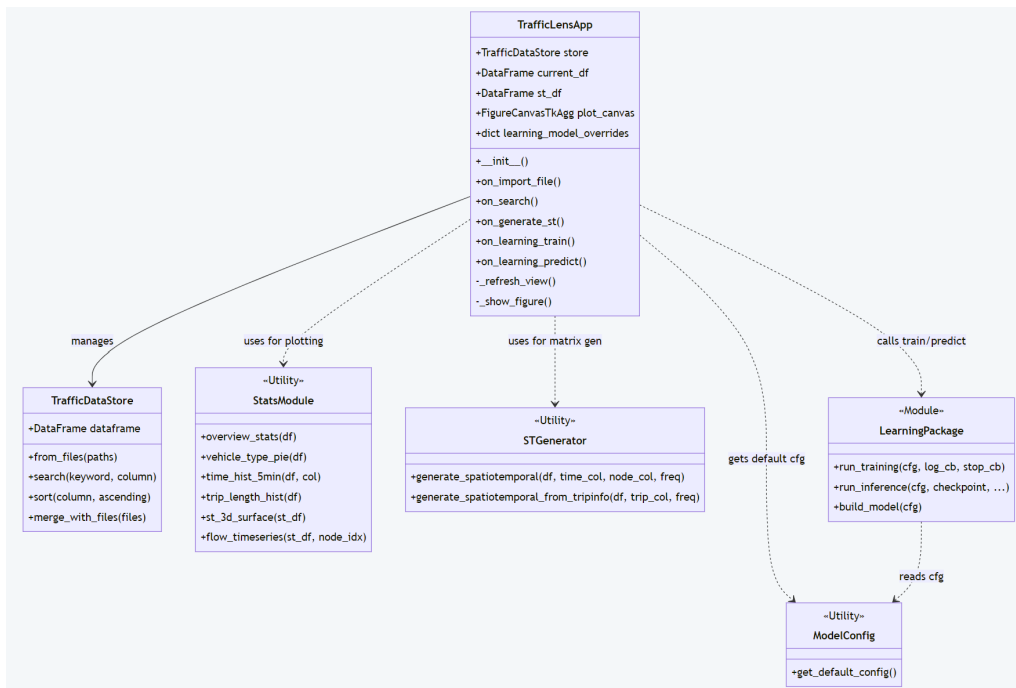 TrafficLensApp
+TrafficDataStore store
+DataFrame current_df
+DataFrame st_df
+FigureCanvasTkAgg plot_canvas
+dict learning_model_overrides
+__init__()
+on_import_file()
+on_search()
+on_generate_st()
+on_learning_train()
+on_learning_predict()
-_refresh_view()
-_show_figure()
manages
uses for plotting
uses for matrix gen
calls train/predict
TrafficDataStore
+DataFrame dataframe
+from_files(paths)
+search(keyword, column)
+sort(column, ascending)
+merge_with_files(files)
«Utility»
StatsModule
+overview_stats(df)
+vehicle_type_pie(df)
+time_hist_5min(df, col)
+trip_length_hist(df)
+st_3d_surface(st_df)
+flow_timeseries(st_df, node_idx)
«Utility»
STGenerator
+generate_spatiotemporal(df, time_col, node_col, freq)
+generate_spatiotemporal_from_tripinfo(df, trip_col, freq)
gets default cfg
«Module»
LearningPackage
+run_training(cfg, log_cb, stop_cb)
+run_inference(cfg, checkpoint, ...)
+build_model(cfg)
reads cfg
«Utility»
ModelConfig
+get_default_config()